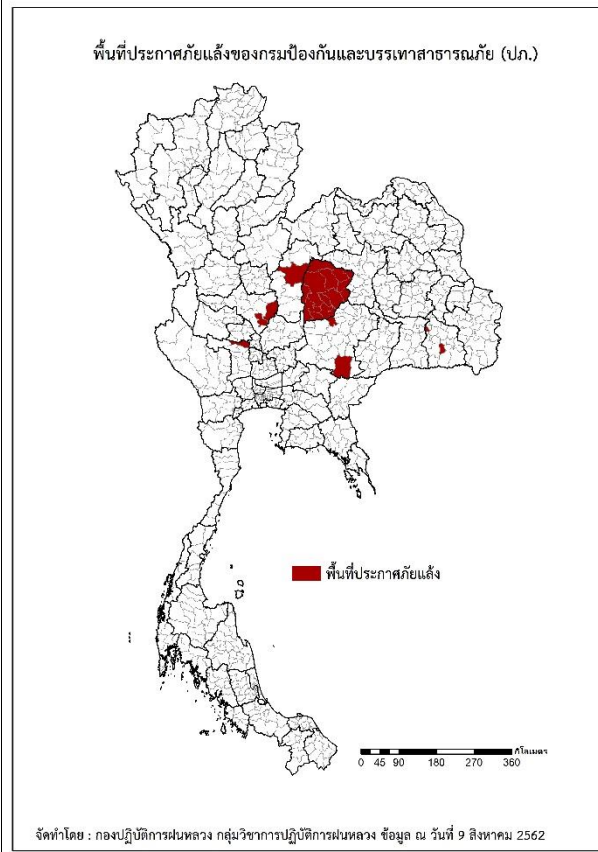 พื้นที่ประกาศภัยแล้งของกรมป้องกันและบรรเทาสาธารณภัย (ปภ.)
พื้นที่ประกาศภัยแล้ง
กิโลเมตร
0 45 90 180 270 360
จัดทำโดย : กองปฏิบัติการฝนหลวง กลุ่มวิชาการปฏิบัติการฝนหลวง ข้อมูล ณ วันที่ 9 สิงหาคม 2562